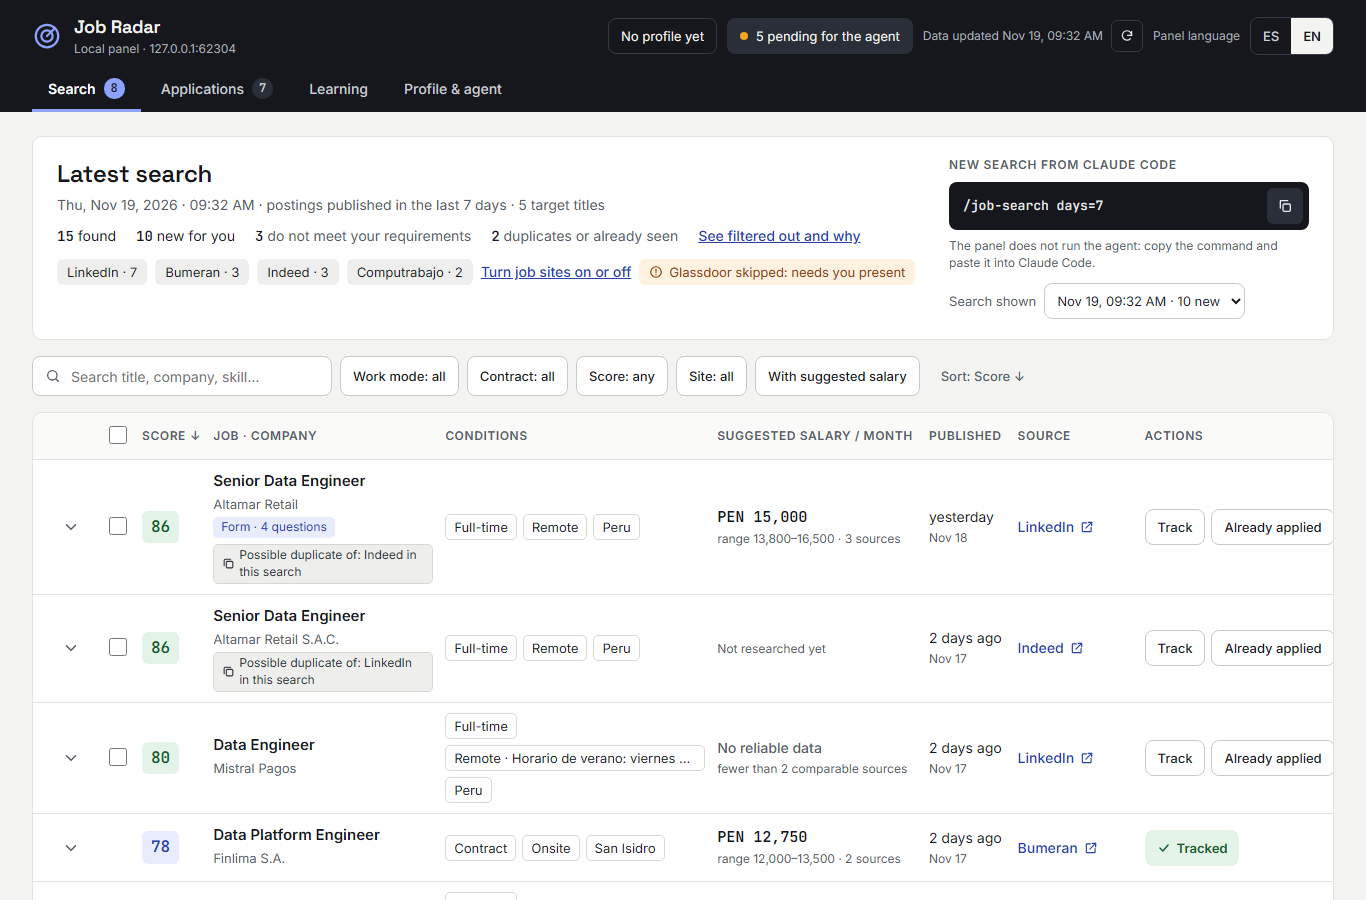 Job Radar
Local panel · 127.0.0.1:62304
No profile yet
5 pending for the agent
Data updated Nov 19, 09:32 AM
Panel language
ES
EN
Search 8
Applications 7
Learning
Profile & agent
Latest search
Thu, Nov 19, 2026 · 09:32 AM · postings published in the last 7 days · 5 target titles
15 found 10 new for you 3 do not meet your requirements 2 duplicates or already seen See filtered out and why
LinkedIn · 7 Bumeran · 3 Indeed · 3 Computrabajo · 2 Turn job sites on or off Glassdoor skipped: needs you present
NEW SEARCH FROM CLAUDE CODE
/job-search days=7
The panel does not run the agent: copy the command and
paste it into Claude Code.
Search shown Nov 19, 09:32 AM · 10 new
Search title, company, skill...
Work mode: all
Contract: all
Score: any
Site: all
With suggested salary
Sort: Score ↓
SCORE ↓ JOB · COMPANY CONDITIONS SUGGESTED SALARY / MONTH PUBLISHED SOURCE ACTIONS
86
Senior Data Engineer
Altamar Retail
Form · 4 questions
Possible duplicate of: Indeed in
this search
Full-time Remote Peru
PEN 15,000
range 13,800–16,500 · 3 sources
yesterday
Nov 18
LinkedIn
Track
Already applied
86
Senior Data Engineer
Altamar Retail S.A.C.
Possible duplicate of: LinkedIn
in this search
Full-time Remote Peru
Not researched yet
2 days ago
Nov 17
Indeed
Track
Already applied
80
Data Engineer
Mistral Pagos
Full-time
Remote · Horario de verano: viernes ...
Peru
No reliable data
fewer than 2 comparable sources
2 days ago
Nov 17
LinkedIn
Track
Already applied
78
Data Platform Engineer
Finlima S.A.
Contract Onsite San Isidro
PEN 12,750
range 12,000–13,500 · 2 sources
2 days ago
Nov 17
Bumeran
Tracked